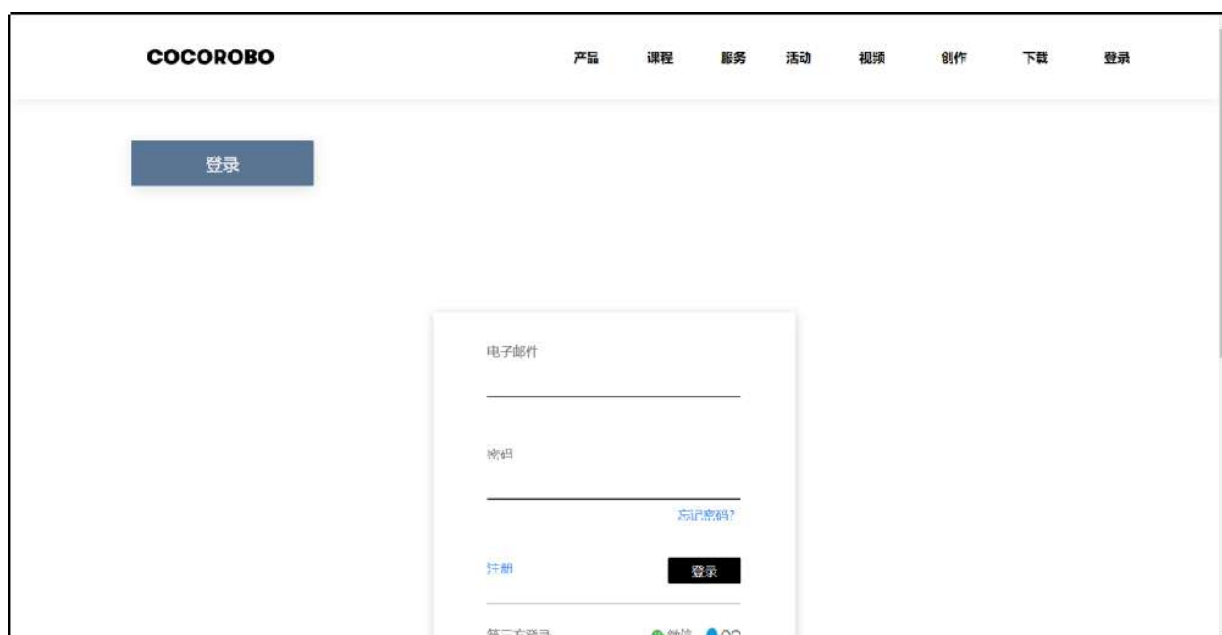 COCOROBO 产品 课程 服务 活动 视频 创作 下载 登录
登录
电子邮件
密码
忘记密码?
注册 登录
第三方登录 微信 QQ